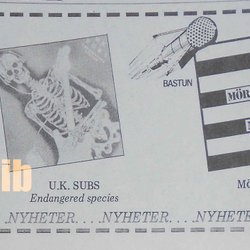 BASTUN
MÖR
ib
U.K. SUBS
Endangered species
Mö
..NYHETER....NYHETER....NYHETE